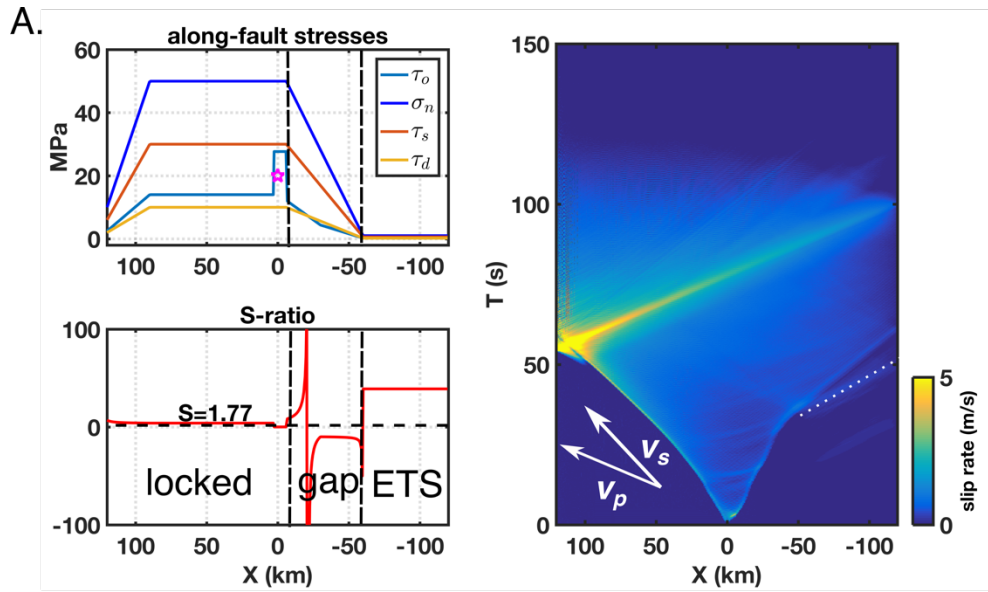 A.
along-fault stresses
60
40
20
0
MPa
τo
σn
τs
τd
100 50 0 -50 -100
S-ratio
100
0
-100
S=1.77
locked
gap
ETS
100 50 0 -50 -100
X (km)
150
100
50
0
T (s)
vs
vp
100 50 0 -50 -100
X (km)
5
0
slip rate (m/s)